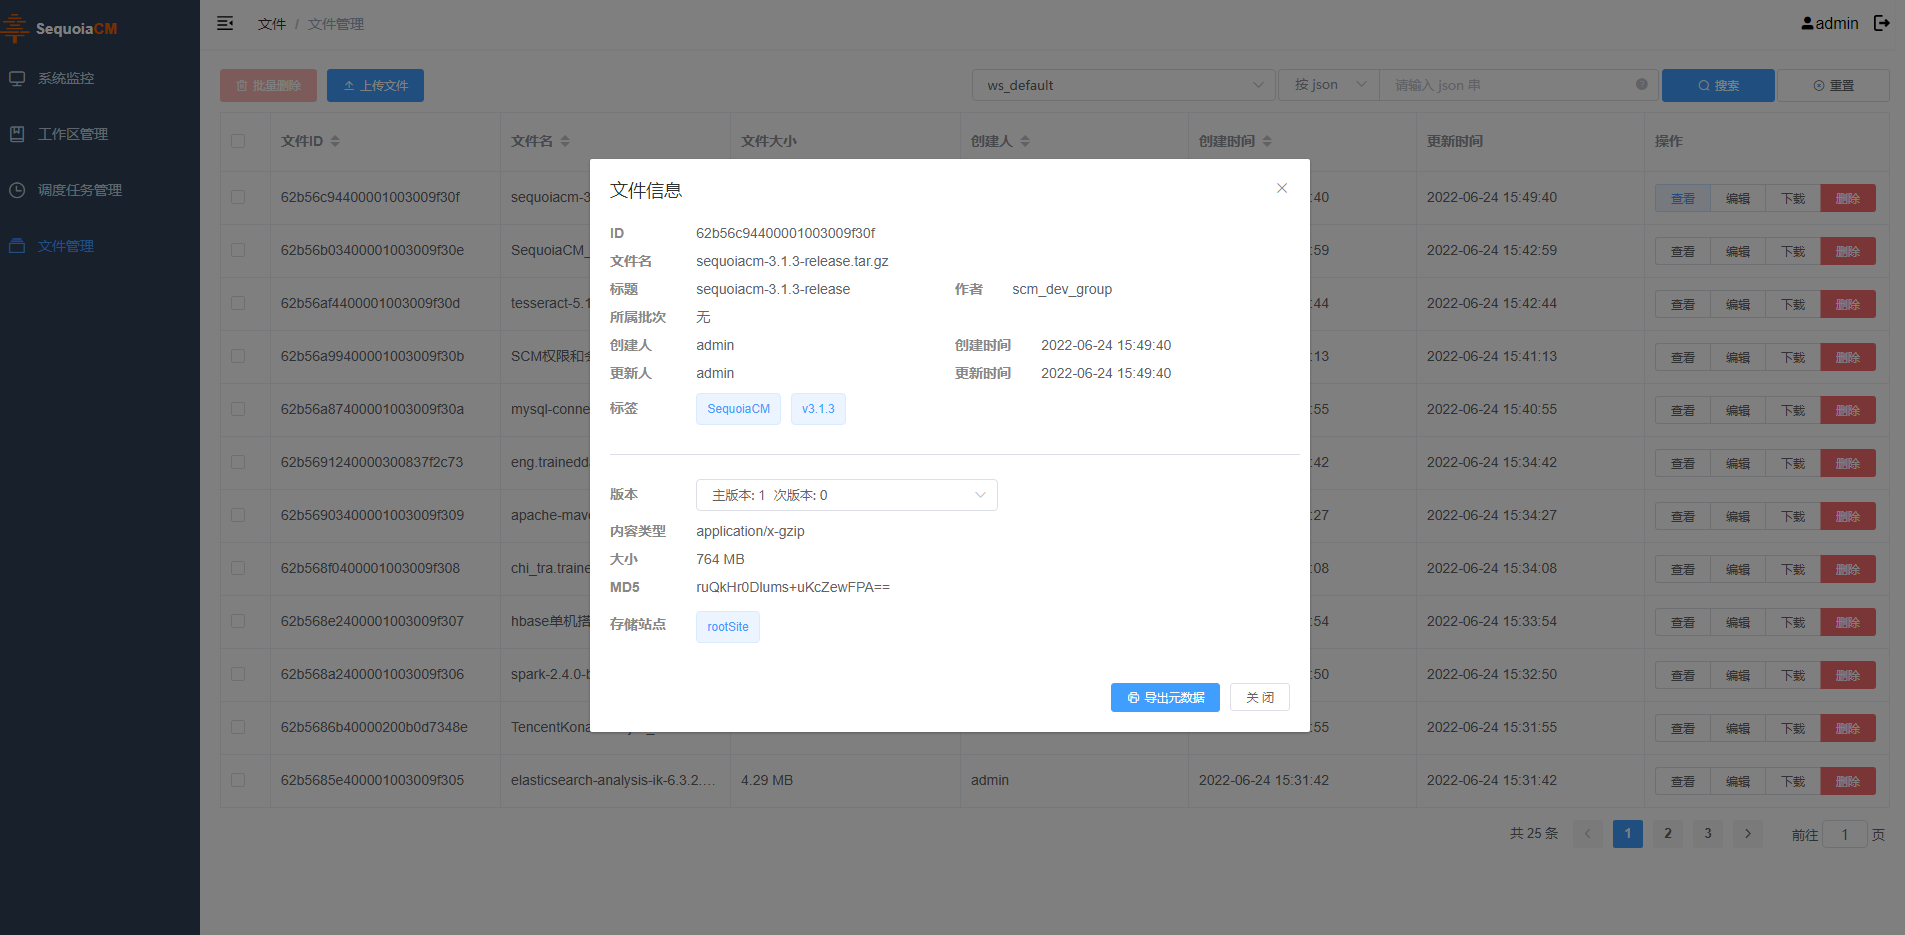 SequoiaCM
系统监控
工作区管理
调度任务管理
文件管理
文件 / 文件管理
admin
批量删除 上传文件 ws_default 按 json 请输入 json 串 搜索 重置
文件ID 文件名 文件大小 创建人 创建时间 更新时间 操作
62b56c94400001003009f30f sequoiacm-3 :40 2022-06-24 15:49:40 查看 编辑 下载 删除
62b56b03400001003009f30e SequoiaCM_ :59 2022-06-24 15:42:59 查看 编辑 下载 删除
62b56af4400001003009f30d tesseract-5.1 :44 2022-06-24 15:42:44 查看 编辑 下载 删除
62b56a99400001003009f30b SCM权限和 :13 2022-06-24 15:41:13 查看 编辑 下载 删除
62b56a87400001003009f30a mysql-conne :55 2022-06-24 15:40:55 查看 编辑 下载 删除
62b5691240000300837f2c73 eng.trainedd :42 2022-06-24 15:34:42 查看 编辑 下载 删除
62b56903400001003009f309 apache-mav :27 2022-06-24 15:34:27 查看 编辑 下载 删除
62b568f0400001003009f308 chi_tra.traine :08 2022-06-24 15:34:08 查看 编辑 下载 删除
62b568e2400001003009f307 hbase单机搭 :54 2022-06-24 15:33:54 查看 编辑 下载 删除
62b568a2400001003009f306 spark-2.4.0-b :50 2022-06-24 15:32:50 查看 编辑 下载 删除
62b5686b40000200b0d7348e TencentKona :55 2022-06-24 15:31:55 查看 编辑 下载 删除
62b5685e400001003009f305 elasticsearch-analysis-ik-6.3.2.… 4.29 MB admin 2022-06-24 15:31:42 2022-06-24 15:31:42 查看 编辑 下载 删除
共 25 条 1 2 3 前往 1 页
文件信息
ID 62b56c94400001003009f30f
文件名 sequoiacm-3.1.3-release.tar.gz
标题 sequoiacm-3.1.3-release 作者 scm_dev_group
所属批次 无
创建人 admin 创建时间 2022-06-24 15:49:40
更新人 admin 更新时间 2022-06-24 15:49:40
标签 SequoiaCM v3.1.3
版本 主版本: 1 次版本: 0
内容类型 application/x-gzip
大小 764 MB
MD5 ruQkHr0Dlums+uKcZewFPA==
存储站点 rootSite
导出元数据 关 闭